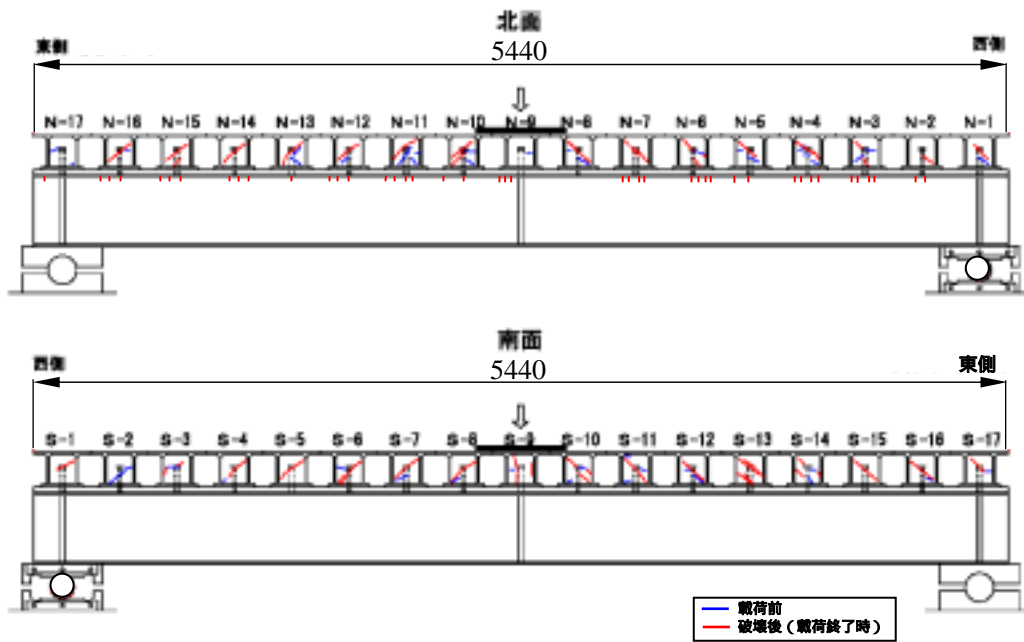 北面
東側 西側
5440
N-17 N-16 N-15 N-14 N-13 N-12 N-11 N-10 N-9 N-8 N-7 N-6 N-5 N-4 N-3 N-2 N-1
南面
西側 東側
5440
S-1 S-2 S-3 S-4 S-5 S-6 S-7 S-8 S-9 S-10 S-11 S-12 S-13 S-14 S-15 S-16 S-17
載荷前
破壊後（載荷終了時）